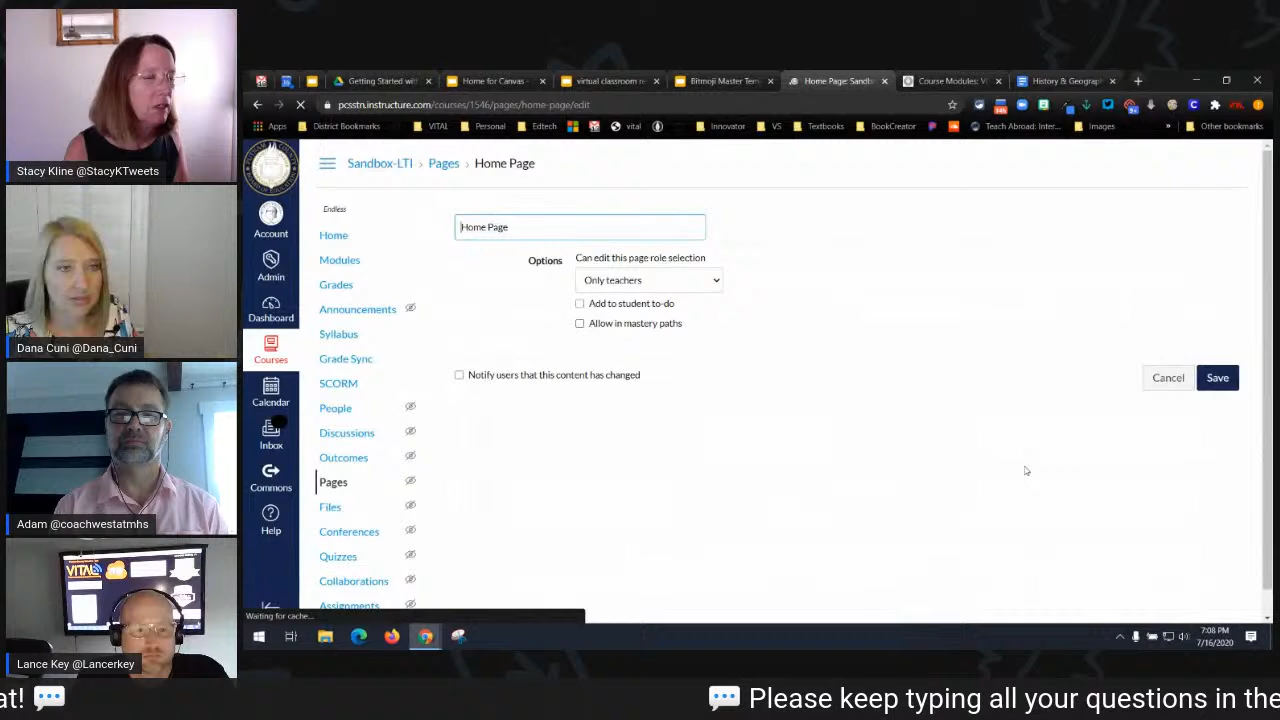 Stacy Kline @StacyKTweets
Dana Cuni @Dana_Cuni
Adam @coachwestatmhs
VITAL
Lance Key @Lancerkey
Getting Started wit
Home for Canvas -
virtual classroom re
Bitmoji Master Tem
Home Page: Sandb
Course Modules: V
History & Geograp
pcsstn.instructure.com/courses/1546/pages/home-page/edit
Apps
District Bookmarks
VITAL
Personal
Edtech
vital
Innovator
VS
Textbooks
BookCreator
Teach Abroad: Inter...
Images
Other bookmarks
Sandbox-LTI › Pages › Home Page
Account
Admin
Dashboard
Courses
Calendar
Inbox
Commons
Help
Endless
Home
Modules
Grades
Announcements
Syllabus
Grade Sync
SCORM
People
Discussions
Outcomes
Pages
Files
Conferences
Quizzes
Collaborations
Assignments
Home Page
Options
Can edit this page role selection
Only teachers
Add to student to-do
Allow in mastery paths
Notify users that this content has changed
Cancel
Save
Waiting for cache...
7:08 PM
7/16/2020
at! 💬
💬 Please keep typing all your questions in the